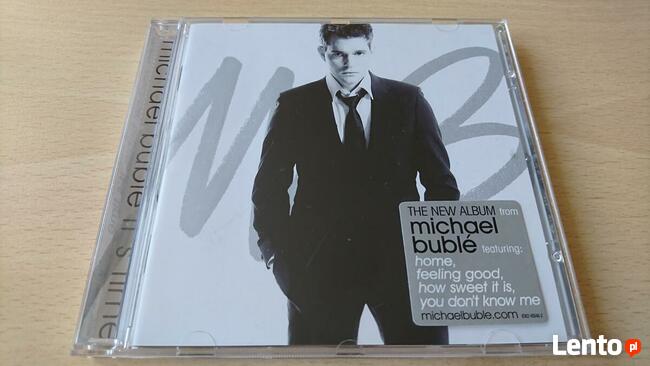 michael bublé it's time
MB
THE NEW ALBUM from
michael
bublé featuring:
home,
feeling good,
how sweet it is,
you don't know me
michaelbuble.com
Lento.pl